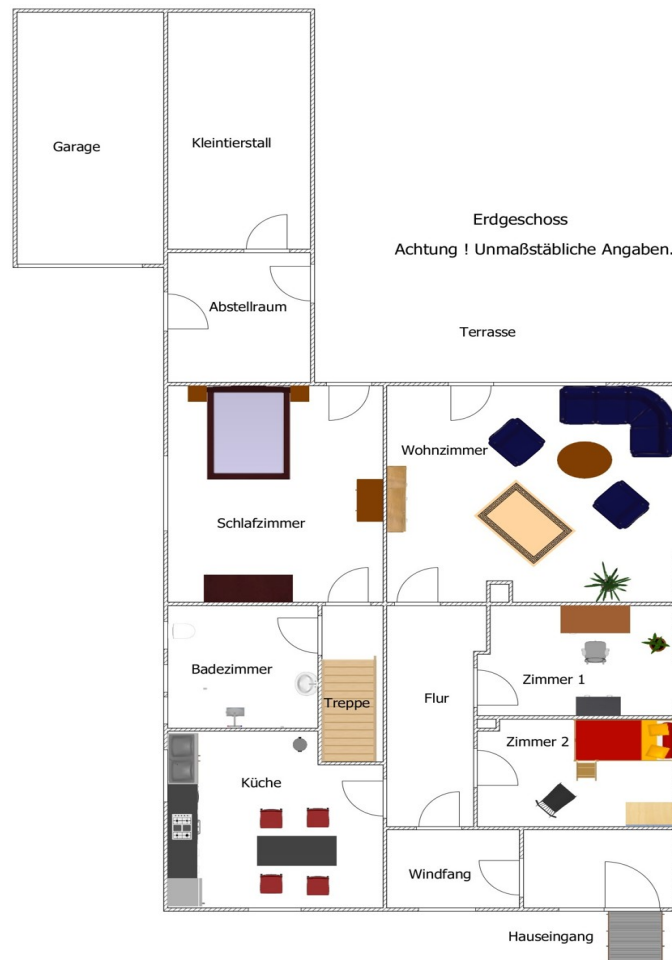 Garage
Kleintierstall
Erdgeschoss
Achtung ! Unmaßstäbliche Angaben.
Abstellraum
Terrasse
Wohnzimmer
Schlafzimmer
Badezimmer
Treppe
Flur
Zimmer 1
Zimmer 2
Küche
Windfang
Hauseingang